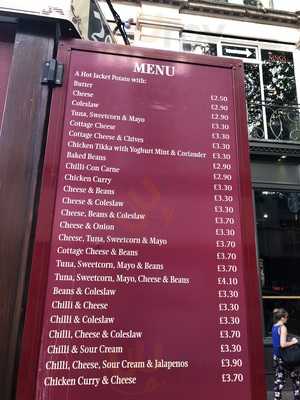 MENU
A Hot Jacket Potato with:
Butter £2.50
Cheese £2.90
Coleslaw £2.90
Tuna, Sweetcorn & Mayo £3.30
Cottage Cheese £3.30
Cottage Cheese & Chives £3.30
Chicken Tikka with Yoghurt Mint & Coriander £3.30
Baked Beans £2.90
Chilli-Con-Carne £3.30
Chicken Curry £3.30
Cheese & Beans £3.30
Cheese & Coleslaw £3.30
Cheese, Beans & Coleslaw £3.70
Cheese & Onion £3.30
Cheese, Tuna, Sweetcorn & Mayo £3.70
Cottage Cheese & Beans £3.70
Tuna, Sweetcorn, Mayo & Beans £3.70
Tuna, Sweetcorn, Mayo, Cheese & Beans £4.10
Beans & Coleslaw £3.30
Chilli & Cheese £3.30
Chilli & Coleslaw £3.30
Chilli, Cheese & Coleslaw £3.70
Chilli & Sour Cream £3.30
Chilli, Cheese, Sour Cream & Jalapenos £3.90
Chicken Curry & Cheese £3.70